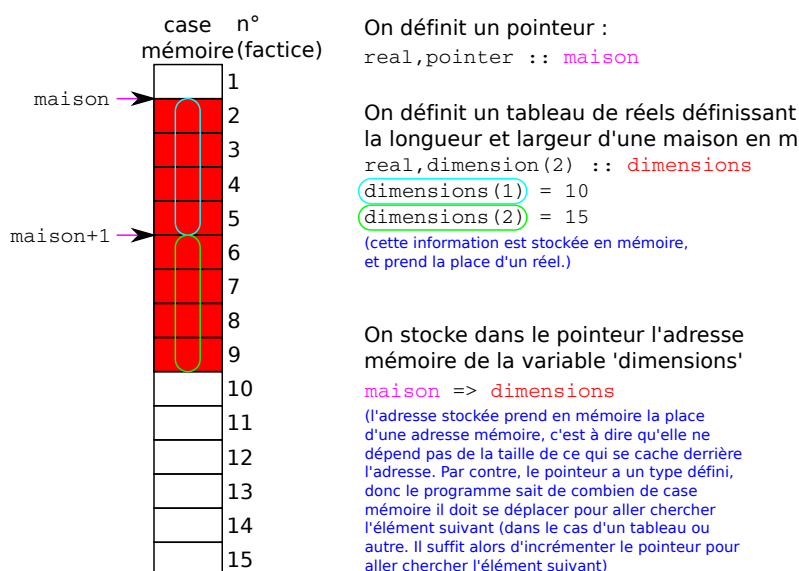 case n°
mémoire (factice)
1
maison
2
3
4
5
maison+1
6
7
8
9
10
11
12
13
14
15
On définit un pointeur :
real,pointer :: maison
On définit un tableau de réels définissant
la longueur et largeur d'une maison en m
real,dimension(2) :: dimensions
dimensions(1) = 10
dimensions(2) = 15
(cette information est stockée en mémoire,
et prend la place d'un réel.)
On stocke dans le pointeur l'adresse
mémoire de la variable 'dimensions'
maison => dimensions
(l'adresse stockée prend en mémoire la place
d'une adresse mémoire, c'est à dire qu'elle ne
dépend pas de la taille de ce qui se cache derrière
l'adresse. Par contre, le pointeur a un type défini,
donc le programme sait de combien de case
mémoire il doit se déplacer pour aller chercher
l'élément suivant (dans le cas d'un tableau ou
autre. Il suffit alors d'incrémenter le pointeur pour
aller chercher l'élément suivant)